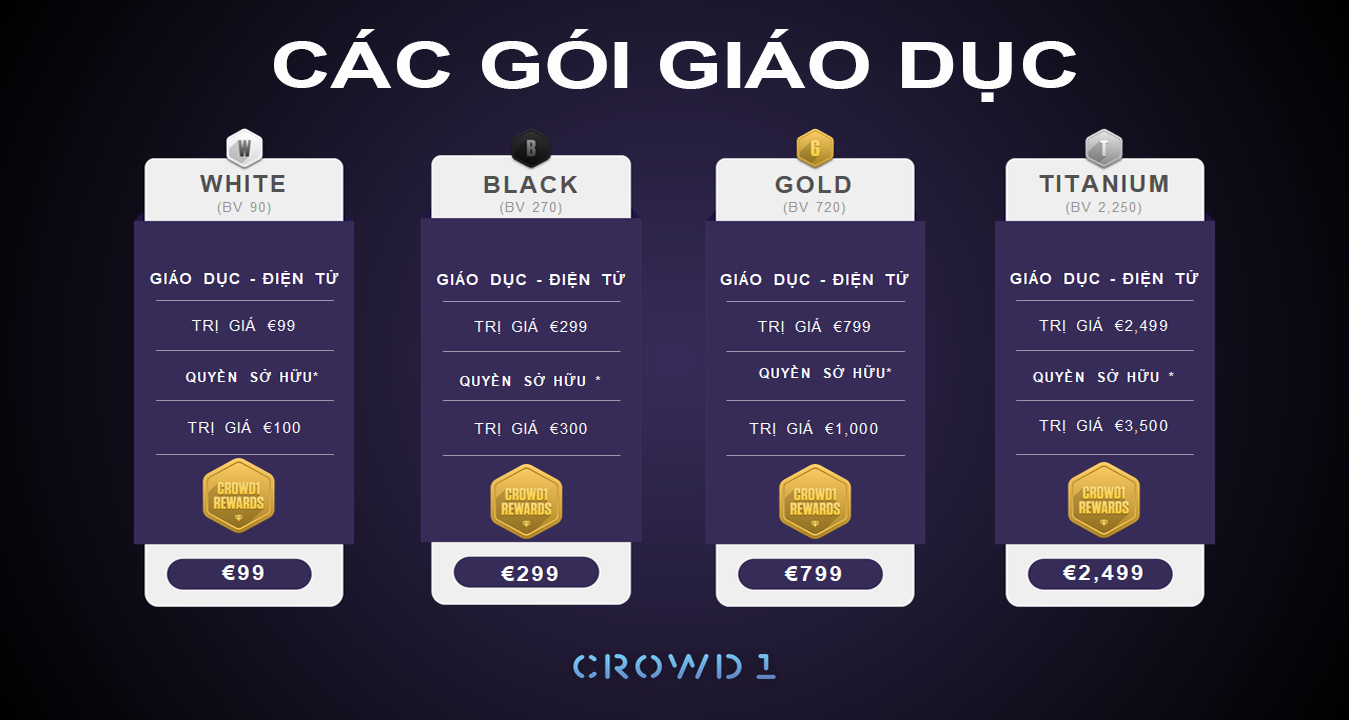 CÁC GÓI GIÁO DỤC
W
WHITE
(BV 90)
GIÁO DỤC - ĐIỆN TỬ
TRỊ GIÁ €99
QUYỀN SỞ HỮU*
TRỊ GIÁ €100
CROWD1
REWARDS
€99
B
BLACK
(BV 270)
GIÁO DỤC - ĐIỆN TỬ
TRỊ GIÁ €299
QUYỀN SỞ HỮU *
TRỊ GIÁ €300
CROWD1
REWARDS
€299
G
GOLD
(BV 720)
GIÁO DỤC - ĐIỆN TỬ
TRỊ GIÁ €799
QUYỀN SỞ HỮU*
TRỊ GIÁ €1,000
CROWD1
REWARDS
€799
T
TITANIUM
(BV 2,250)
GIÁO DỤC - ĐIỆN TỬ
TRỊ GIÁ €2,499
QUYỀN SỞ HỮU *
TRỊ GIÁ €3,500
CROWD1
REWARDS
€2,499
CROWD 1